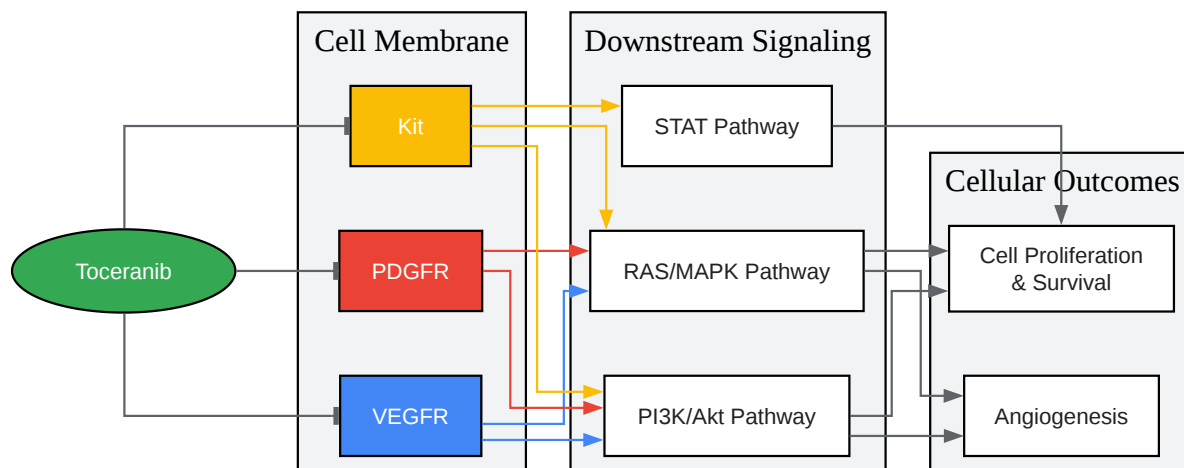 Cell Membrane
Downstream Signaling
Kit
STAT Pathway
Cellular Outcomes
Toceranib
PDGFR
RAS/MAPK Pathway
Cell Proliferation
& Survival
VEGFR
PI3K/Akt Pathway
Angiogenesis